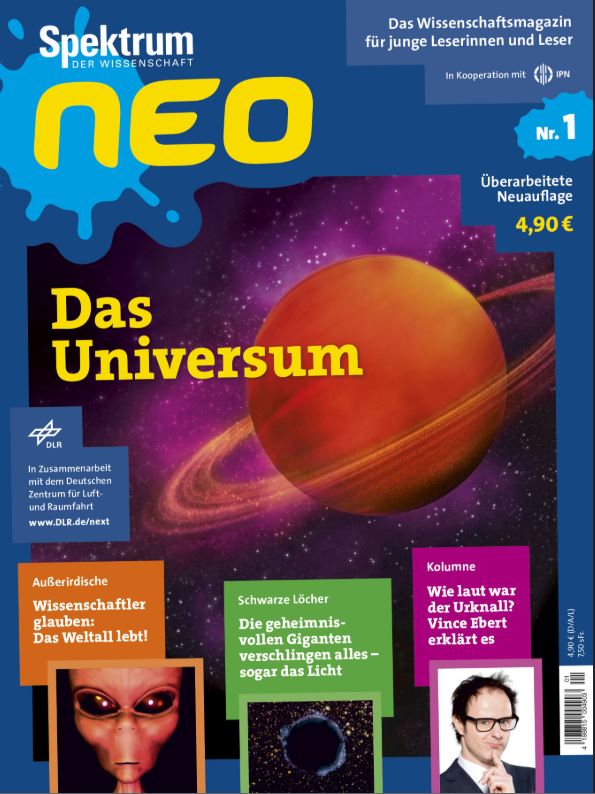 Spektrum
DER WISSENSCHAFT
neo
Das Wissenschaftsmagazin
für junge Leserinnen und Leser
In Kooperation mit IPN
Nr. 1
Überarbeitete
Neuauflage
4,90 €
Das
Universum
DLR
In Zusammenarbeit
mit dem Deutschen
Zentrum für Luft-
und Raumfahrt
www.DLR.de/next
Außerirdische
Wissenschaftler
glauben:
Das Weltall lebt!
Schwarze Löcher
Die geheimnis-
vollen Giganten
verschlingen alles –
sogar das Licht
Kolumne
Wie laut war
der Urknall?
Vince Ebert
erklärt es
4,90 € (D/A/L)
7,50 sFr.
01